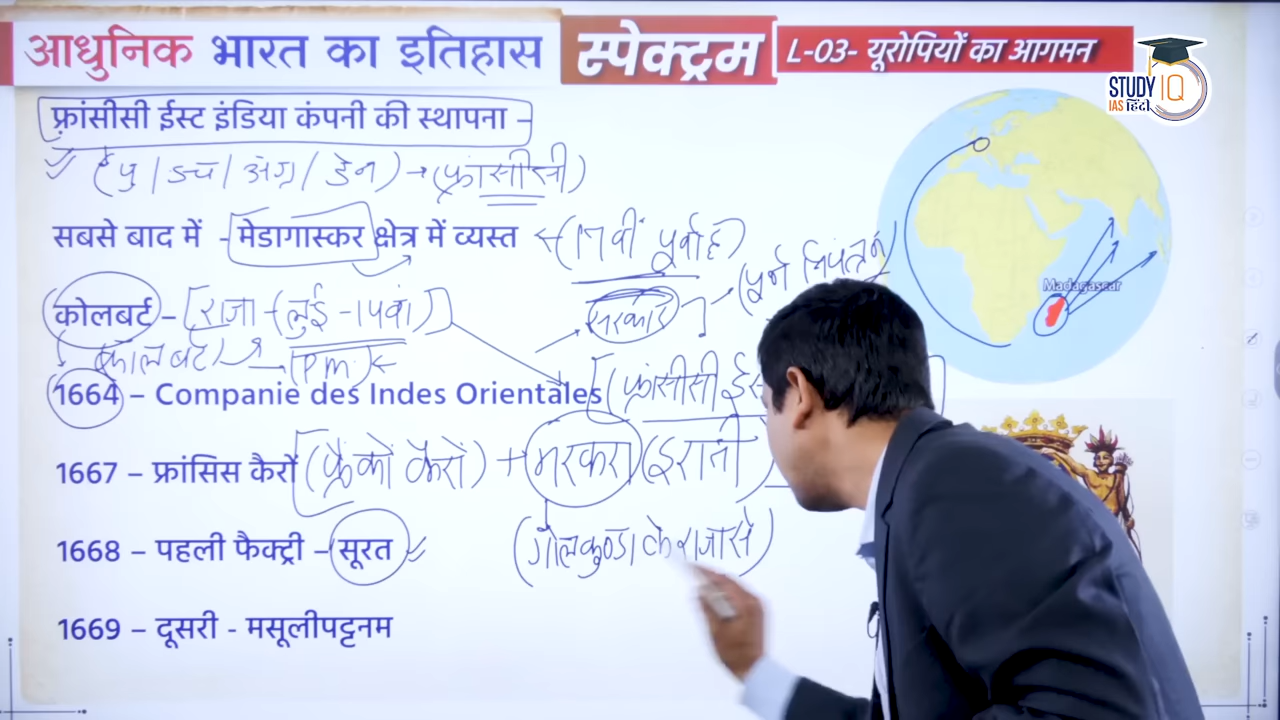 आधुनिक भारत का इतिहास स्पेक्ट्रम L-03- यूरोपियों का आगमन
STUDY IQ
IAS हिंदी
फ्रांसीसी ईस्ट इंडिया कंपनी की स्थापना -
(पु / डच / अंग्र / डेन) → (फ्रांसीसी)
सबसे बाद में - मेडागास्कर क्षेत्र में व्यस्त ← (17वीं पूर्वार्द्ध)
सरकार → (पूर्ण नियंत्रण)
Madagascar
कोलबर्ट – [राजा - (लुई - 14वां)]
कोलबर्ट → (Pm) ←
1664 – Companie des Indes Orientales [(फ्रांसीसी ईस
1667 – फ्रांसिस कैरो [(फ्रैंको कैरो) + मरकरा (ईरानी)
(गोलकुण्डा के राजा से)
1668 – पहली फैक्ट्री – सूरत
1669 – दूसरी - मसूलीपट्टनम